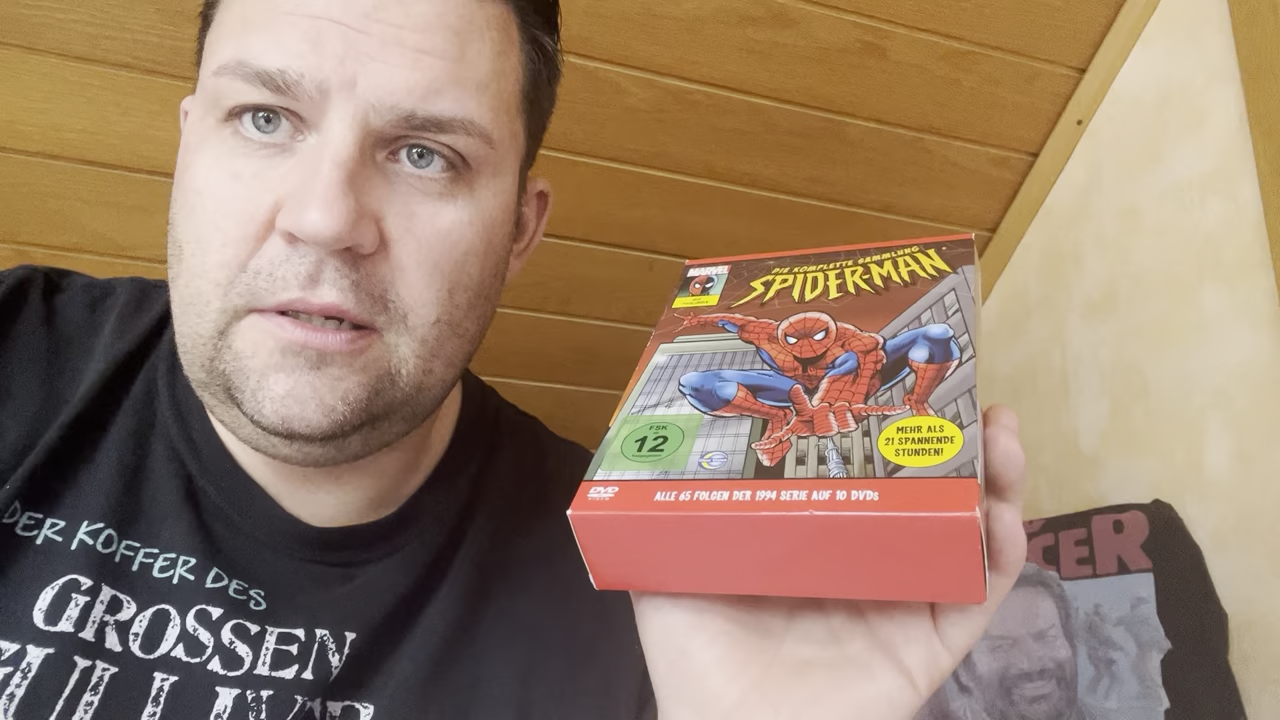 DER KOFFER DES
GROSSEN
MARVEL
DIE KOMPLETTE SAMMLUNG
SPIDER-MAN
FSK
12
MEHR ALS
21 SPANNENDE
STUNDEN!
DVD
VIDEO
ALLE 65 FOLGEN DER 1994 SERIE AUF 10 DVDs